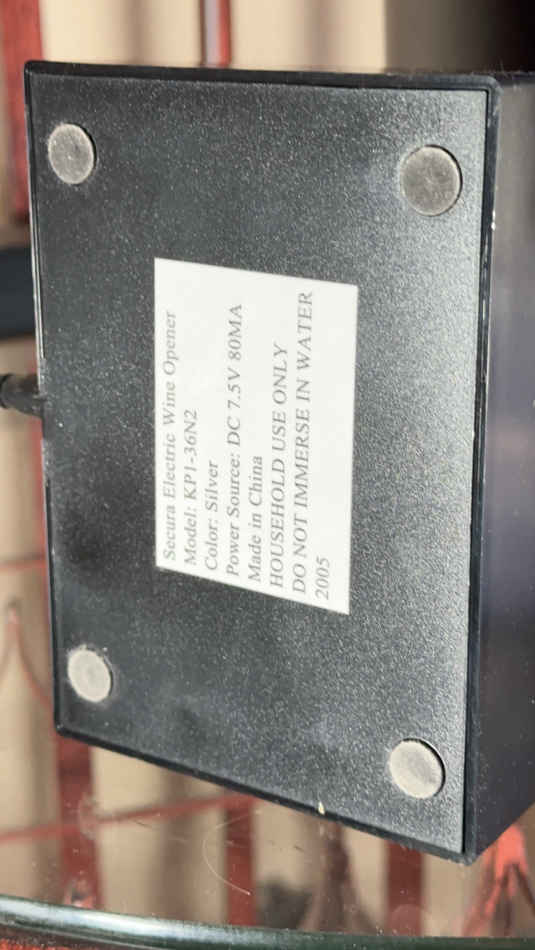 Secura Electric Wine Opener
Model: KP1-36N2
Color: Silver
Power Source: DC 7.5V 80MA
Made in China
HOUSEHOLD USE ONLY
DO NOT IMMERSE IN WATER
2005